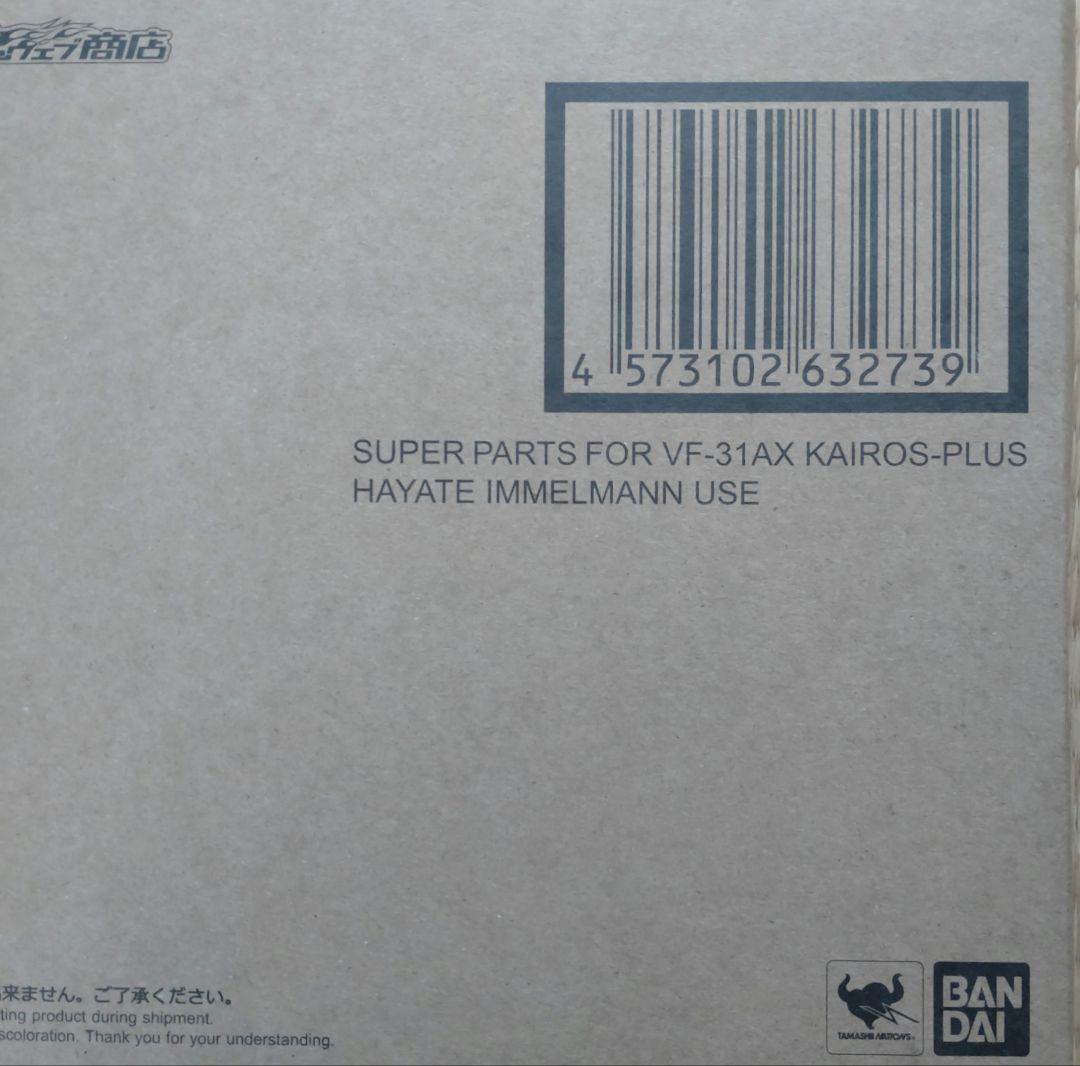 ウェブ商店
4 573102 632739
SUPER PARTS FOR VF-31AX KAIROS-PLUS
HAYATE IMMELMANN USE
来ません。ご了承ください。
ting product during shipment.
scoloration. Thank you for your understanding.
TAMASHII NATIONS
BAN
DAI